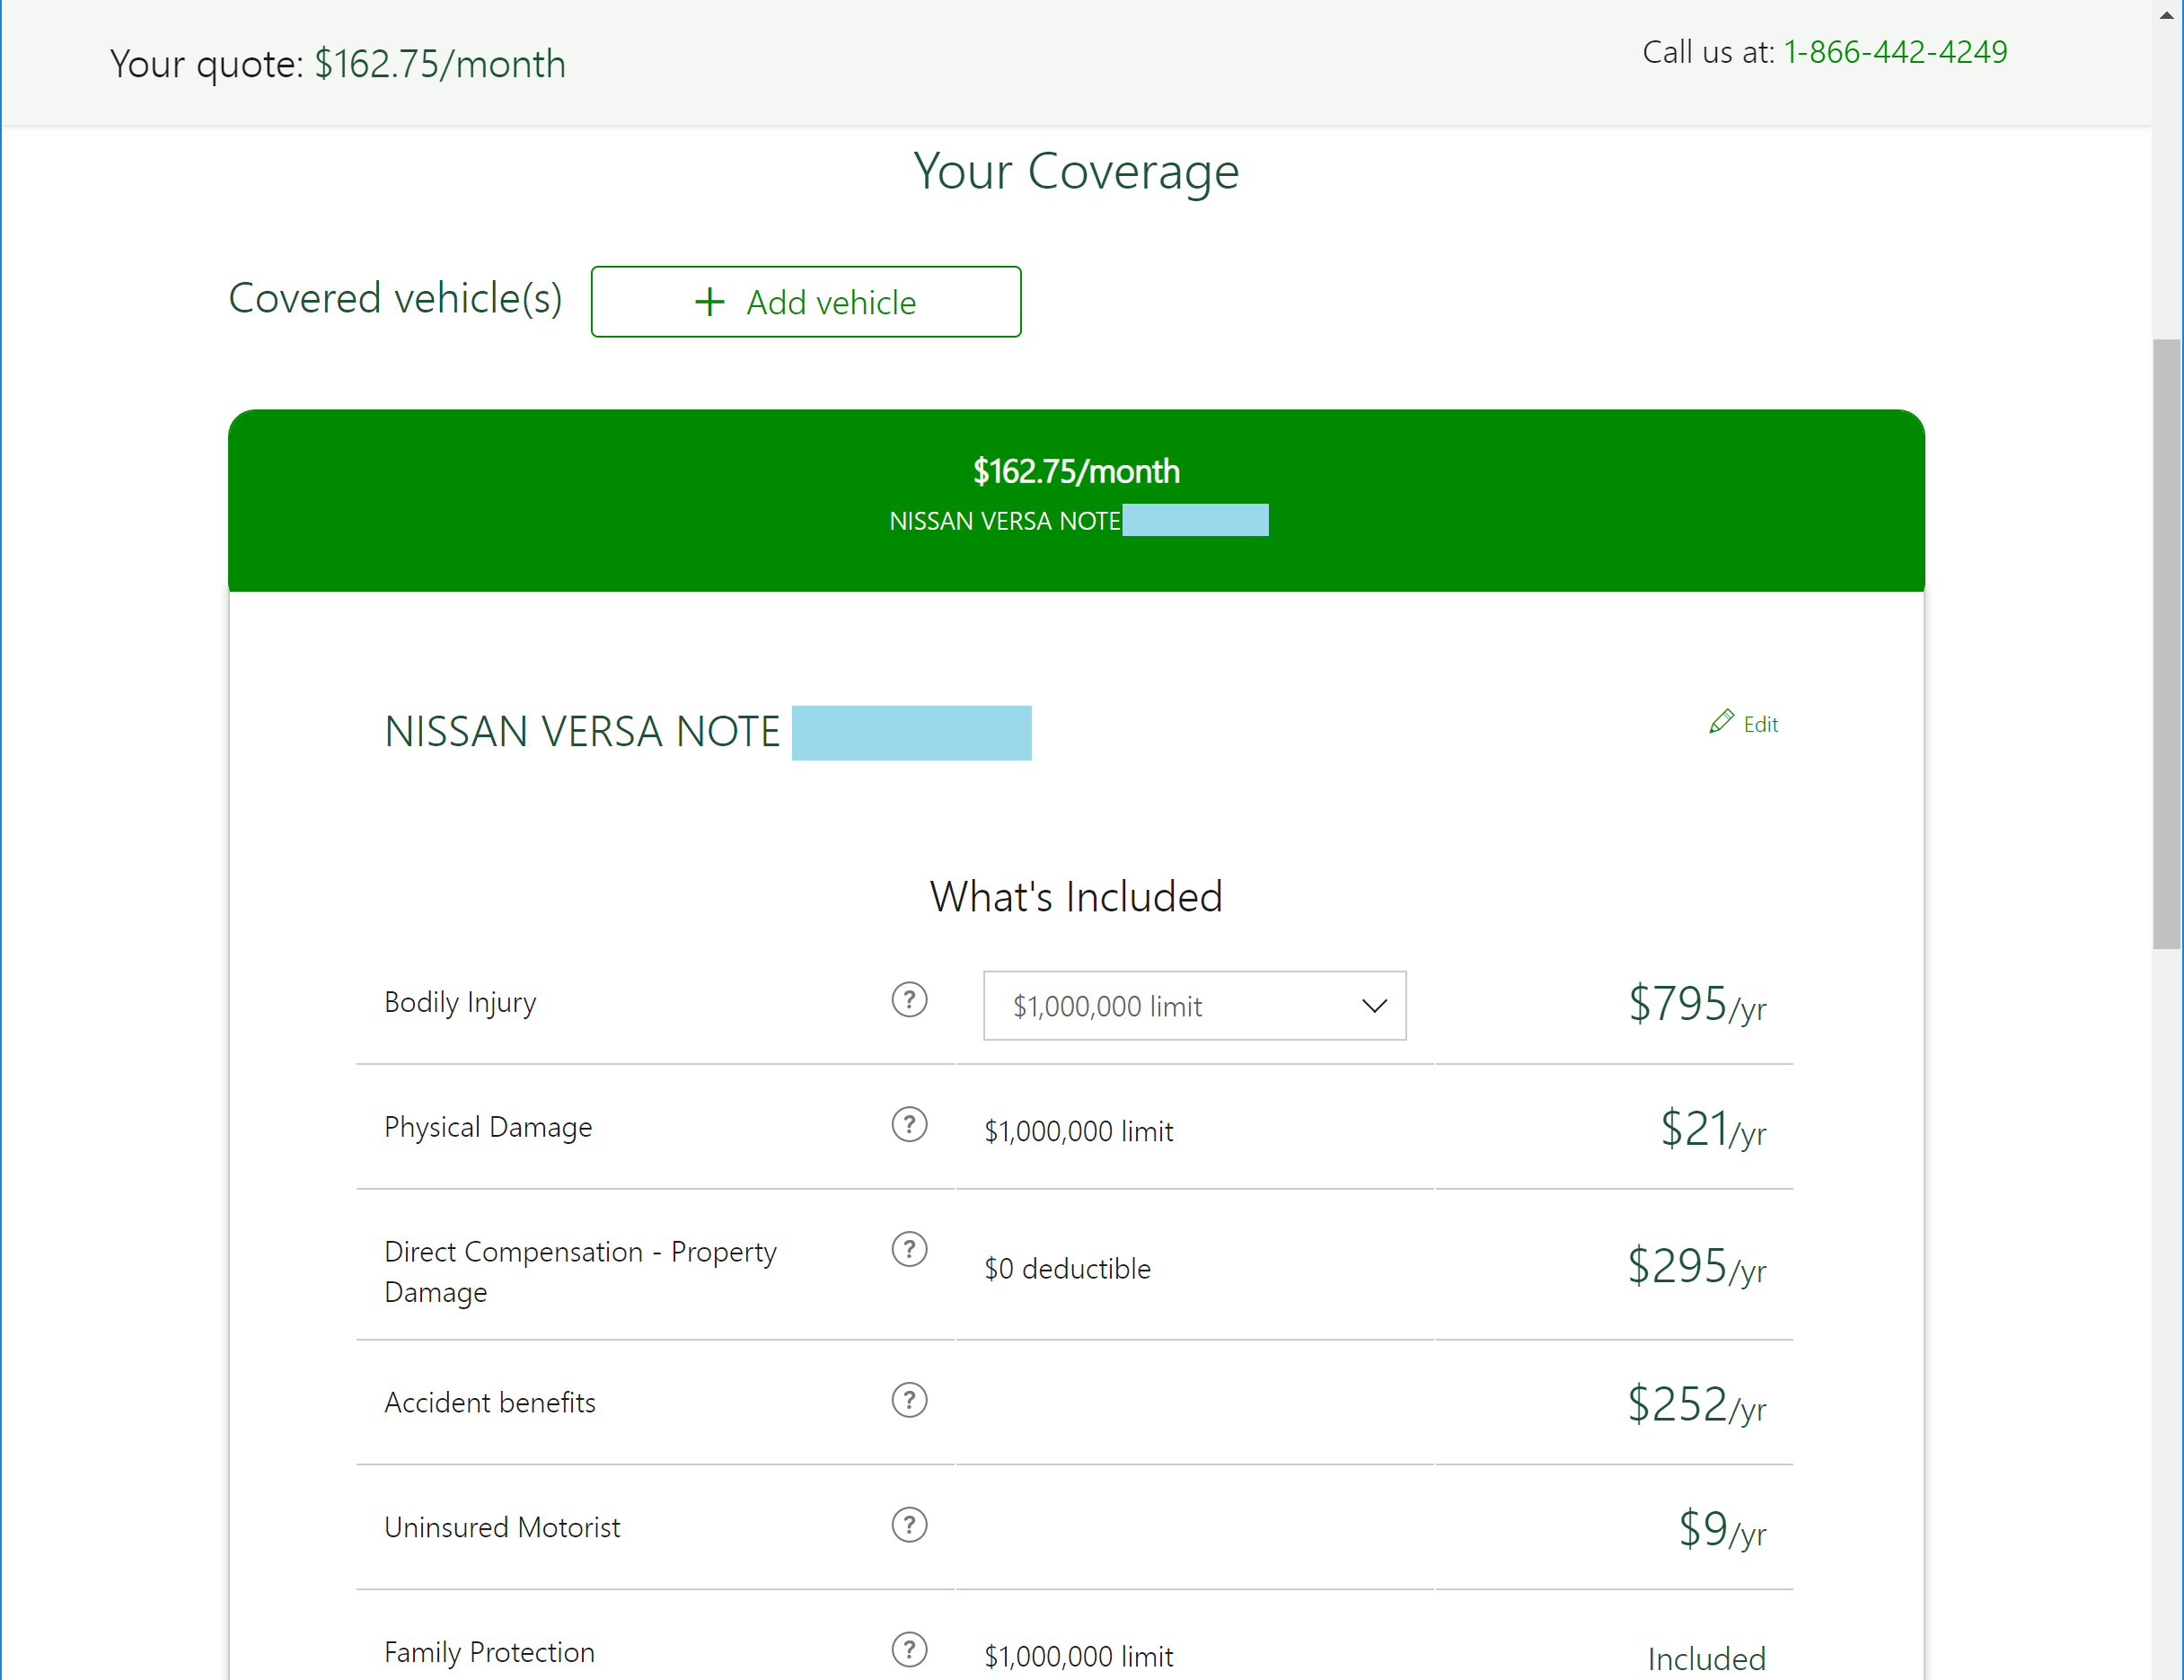 Your quote: $162.75/month
Call us at: 1-866-442-4249
Your Coverage
Covered vehicle(s)
+ Add vehicle
$162.75/month
NISSAN VERSA NOTE
NISSAN VERSA NOTE
Edit
What's Included
Bodily Injury ? $1,000,000 limit $795/yr
Physical Damage ? $1,000,000 limit $21/yr
Direct Compensation - Property
Damage
? $0 deductible $295/yr
Accident benefits ? $252/yr
Uninsured Motorist ? $9/yr
Family Protection ? $1,000,000 limit Included